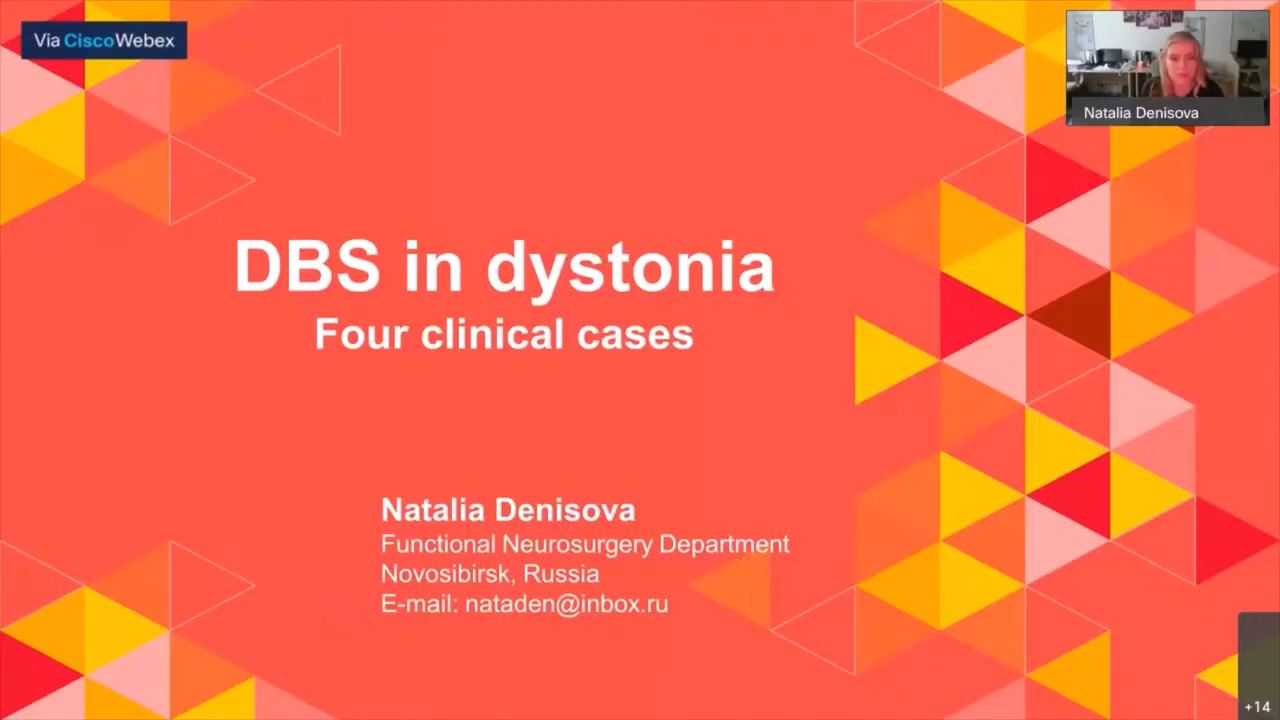 Via CiscoWebex
Natalia Denisova
DBS in dystonia
Four clinical cases
Natalia Denisova
Functional Neurosurgery Department
Novosibirsk, Russia
E-mail: nataden@inbox.ru
+14